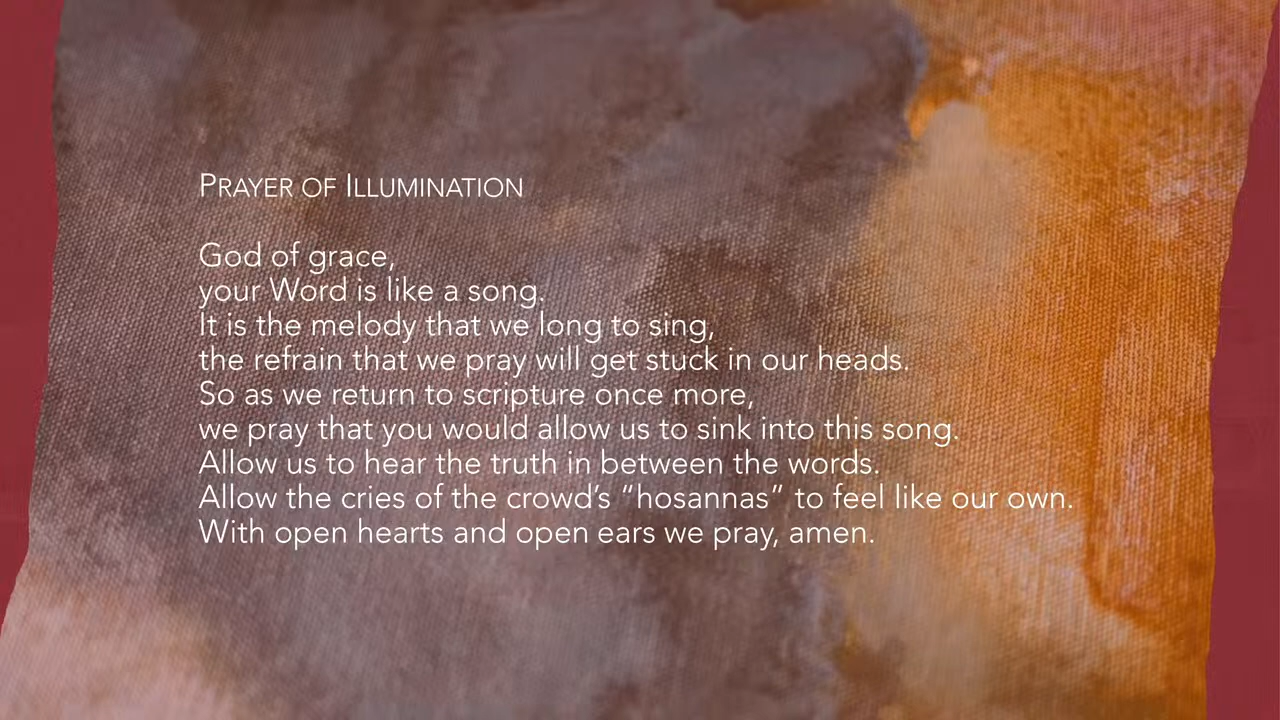 PRAYER OF ILLUMINATION
God of grace,
your Word is like a song.
It is the melody that we long to sing,
the refrain that we pray will get stuck in our heads.
So as we return to scripture once more,
we pray that you would allow us to sink into this song.
Allow us to hear the truth in between the words.
Allow the cries of the crowd’s “hosannas” to feel like our own.
With open hearts and open ears we pray, amen.